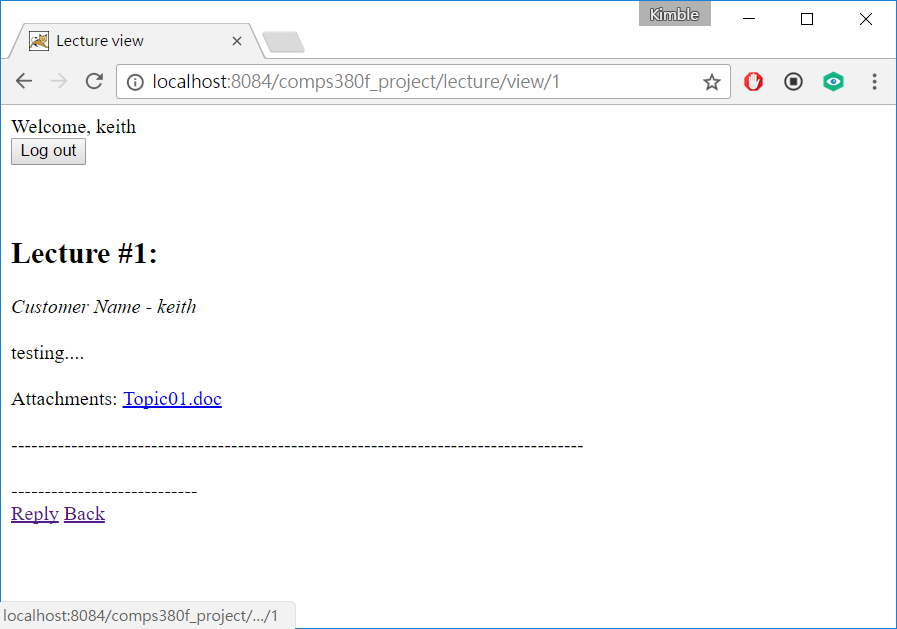 Kimble
Lecture view
localhost:8084/comps380f_project/lecture/view/1
Welcome, keith
Log out
Lecture #1:
Customer Name - keith
testing....
Attachments: Topic01.doc
--------------------------------------------------------------------------------------
----------------------------
Reply Back
localhost:8084/comps380f_project/.../1